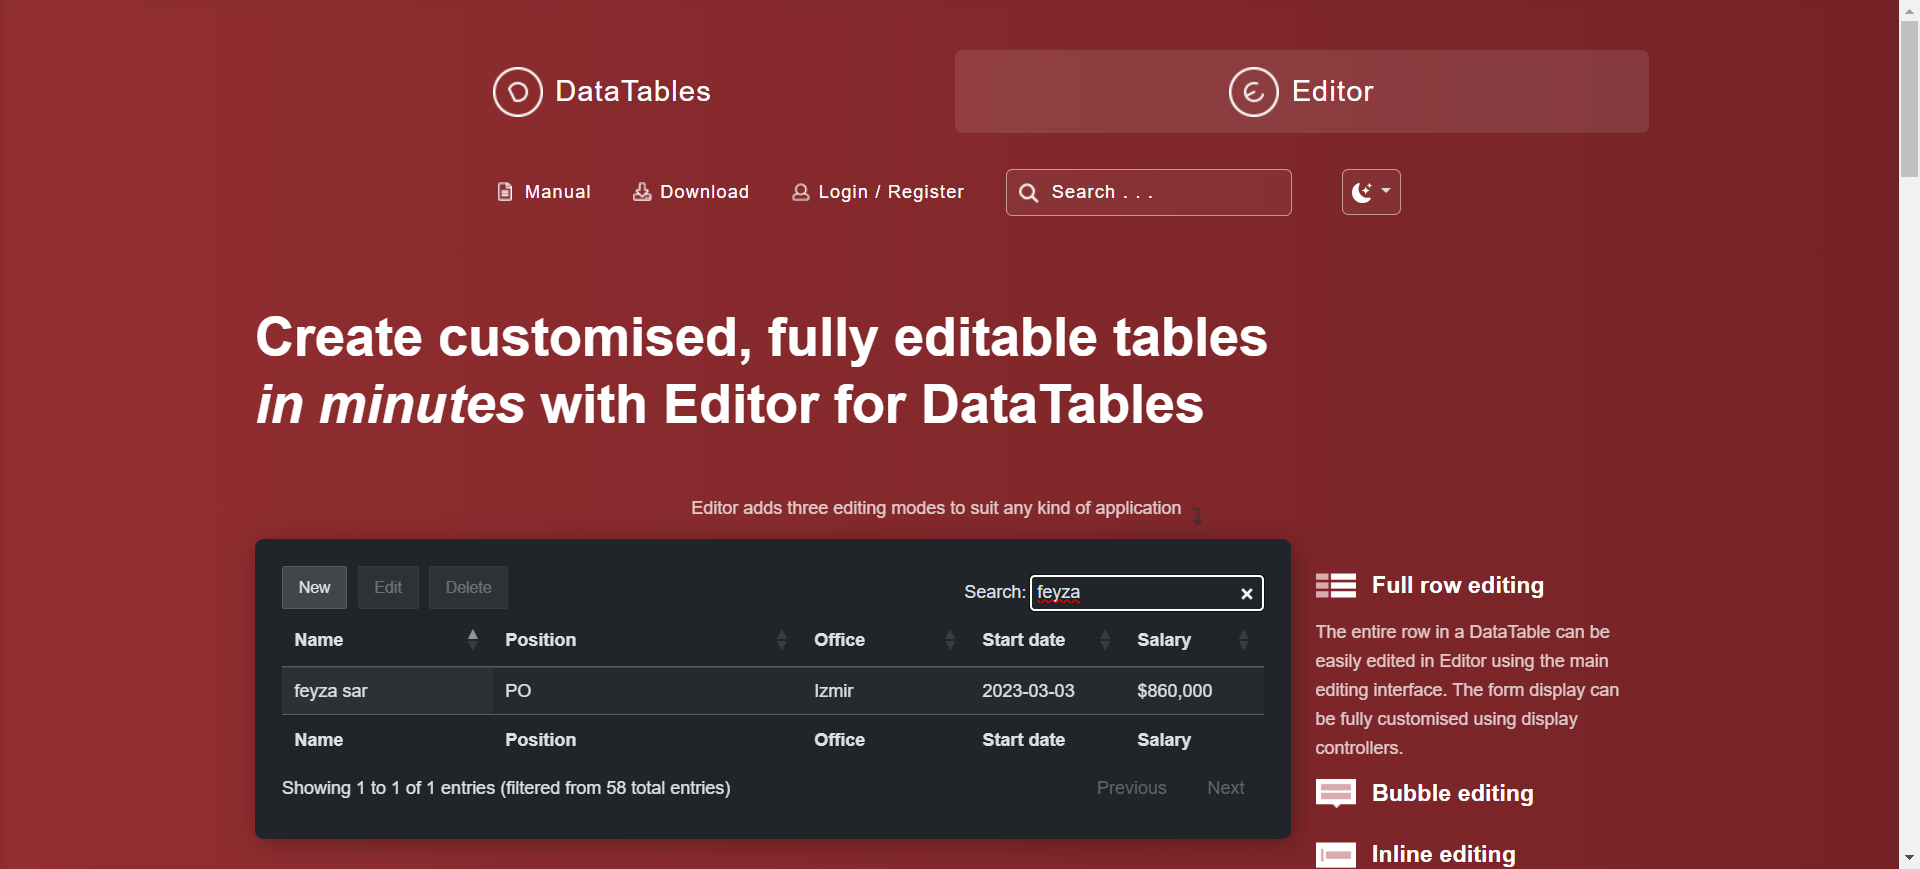 DataTables
Editor
Manual
Download
Login / Register
Search . . .
Create customised, fully editable tables
in minutes with Editor for DataTables
Editor adds three editing modes to suit any kind of application
New Edit Delete
Search: feyza
Name Position Office Start date Salary
feyza sar PO Izmir 2023-03-03 $860,000
Name Position Office Start date Salary
Showing 1 to 1 of 1 entries (filtered from 58 total entries)
Previous Next
Full row editing
The entire row in a DataTable can be
easily edited in Editor using the main
editing interface. The form display can
be fully customised using display
controllers.
Bubble editing
Inline editing